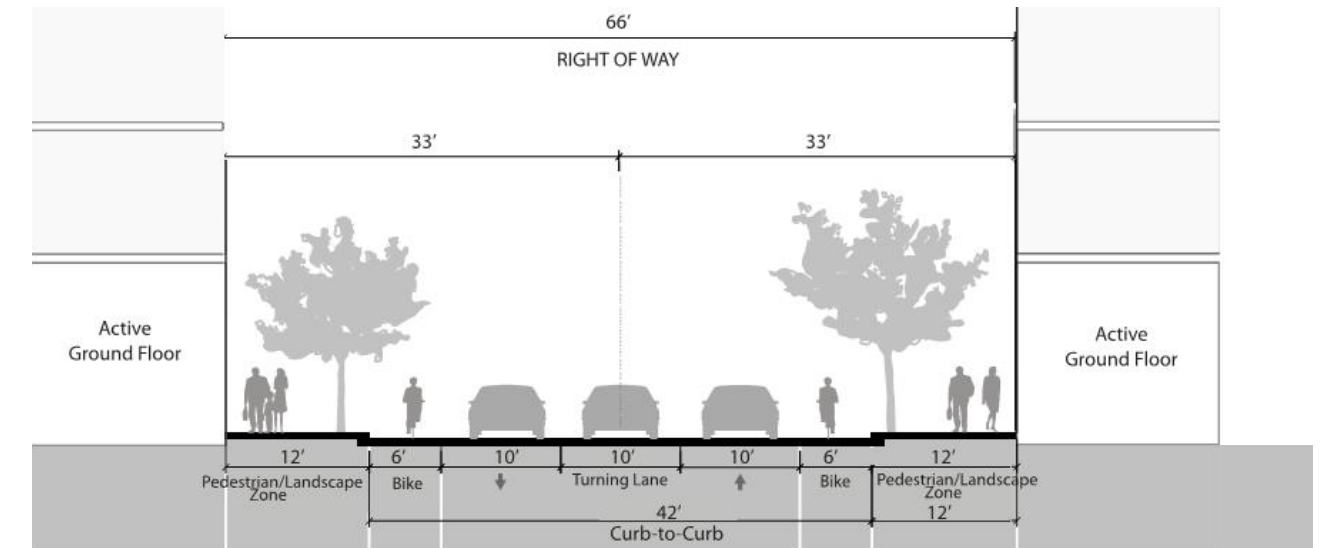 66′
RIGHT OF WAY
33′
33′
Active
Ground Floor
Active
Ground Floor
12′
6′
10′
10′
10′
6′
12′
Pedestrian/Landscape
Zone
Bike
Turning Lane
Bike
Pedestrian/Landscape
Zone
42′
12′
Curb-to-Curb